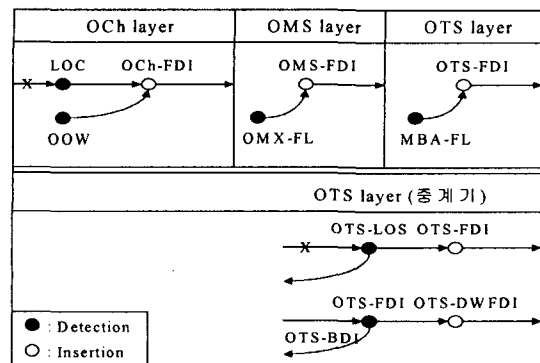 OCh layer
OMS layer
OTS layer
LOC OCh-FDI
OMS-FDI
OTS-FDI
x
OOW
OMX-FL
MBA-FL
OTS layer (중계기)
OTS-LOS OTS-FDI
x
OTS-FDI OTS-DWFDI
OTS-BDI
: Detection
: Insertion